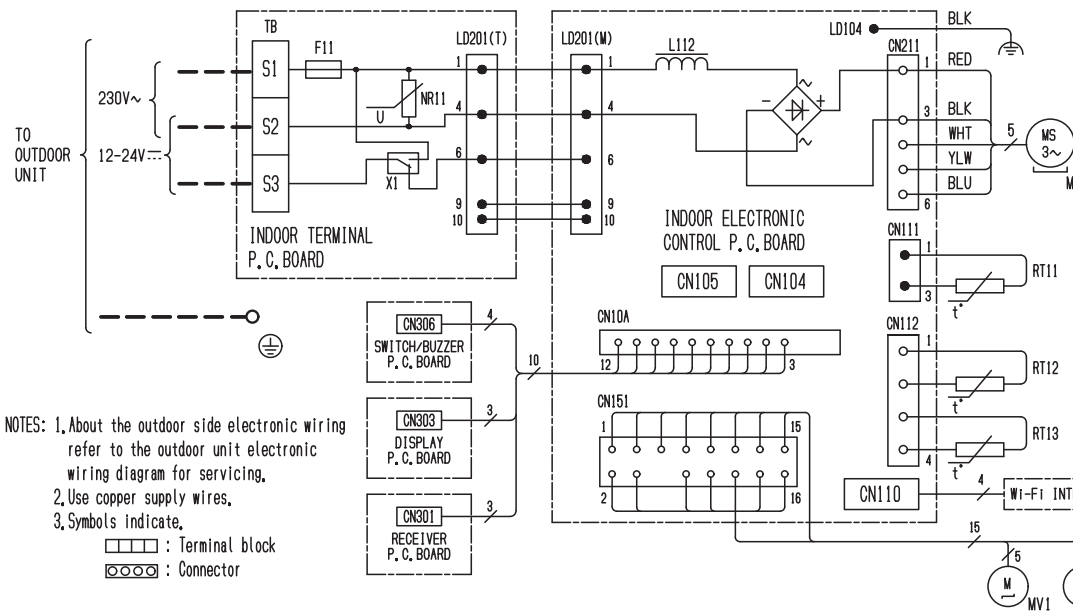 TO
OUTDOOR
UNIT
230V~
12-24V⎓
TB
S1
S2
S3
F11
NR11
U
X1
LD201(T)
1
4
6
9
10
INDOOR TERMINAL
P.C.BOARD
LD201(M)
1
4
6
9
10
L112
~
-
+
~
LD104
BLK
CN211
1
3
6
RED
BLK
WHT
YLW
BLU
5
MS
3~
M
INDOOR ELECTRONIC
CONTROL P.C.BOARD
CN105
CN104
CN111
1
3
RT11
t°
CN112
1
4
RT12
t°
RT13
t°
CN10A
12
3
CN151
1
15
2
16
CN110
4
Wi-Fi INT
15
5
M
MV1
CN306
4
SWITCH/BUZZER
P.C.BOARD
CN303
3
DISPLAY
P.C.BOARD
CN301
3
RECEIVER
P.C.BOARD
10
NOTES: 1.About the outdoor side electronic wiring
refer to the outdoor unit electronic
wiring diagram for servicing.
2.Use copper supply wires.
3.Symbols indicate.
: Terminal block
: Connector